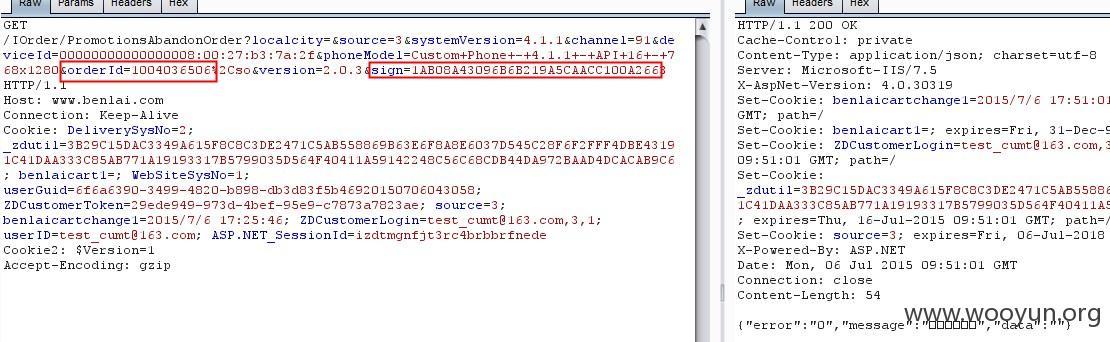 Raw Params Headers Hex
GET
/IOrder/PromotionsAbandonOrder?localcity=&source=3&systemVersion=4.1.1&channel=91&de
viceId=000000000000000&08:00:27:b3:7a:2f&phoneModel=Custom+Phone+-+4.1.1+-+API+16+-+7
68x1280&orderId=1004036506%2Cso&version=2.0.3&sign=1AB08A43096B6B219A5CAACC100A2663
HTTP/1.1
Host: www.benlai.com
Connection: Keep-Alive
Cookie: DeliverySysNo=2;
_zdutil=3B29C15DAC3349A615F8C8C3DE2471C5AB558869B63E6F8A8E6037D545C28F6F2FFF4DBE43191C41DAA333C85AB771A19193317B5799035D564F40411A59142248C56C68CDB44DA972BAAD4DCACAB9C6
; benlaicart1=; WebSiteSysNo=1;
userGuid=6f6a6390-3499-4820-b898-db3d83f5b46920150706043058;
ZDCustomerToken=29ede949-973d-4bef-95e9-c7873a7823ae; source=3;
benlaicartchange1=2015/7/6 17:25:46; ZDCustomerLogin=test_cumt@163.com,3,1;
userID=test_cumt@163.com; ASP.NET_SessionId=izdtmgnfjt3rc4brbbrfnede
Cookie2: $Version=1
Accept-Encoding: gzip
Raw Headers Hex
HTTP/1.1 200 OK
Cache-Control: private
Content-Type: application/json; charset=utf-8
Server: Microsoft-IIS/7.5
X-AspNet-Version: 4.0.30319
Set-Cookie: benlaicartchange1=2015/7/6 17:51:01
GMT; path=/
Set-Cookie: benlaicart1=; expires=Fri, 31-Dec-9
Set-Cookie: ZDCustomerLogin=test_cumt@163.com,3
09:51:01 GMT; path=/
Set-Cookie:
_zdutil=3B29C15DAC3349A615F8C8C3DE2471C5AB55886
1C41DAA333C85AB771A19193317B5799035D564F40411A5
; expires=Thu, 16-Jul-2015 09:51:01 GMT; path=/
Set-Cookie: source=3; expires=Fri, 06-Jul-2018
X-Powered-By: ASP.NET
Date: Mon, 06 Jul 2015 09:51:01 GMT
Connection: close
Content-Length: 54
{"error":"0","message":"□□□□□□","data":""}
www.wooyun.org